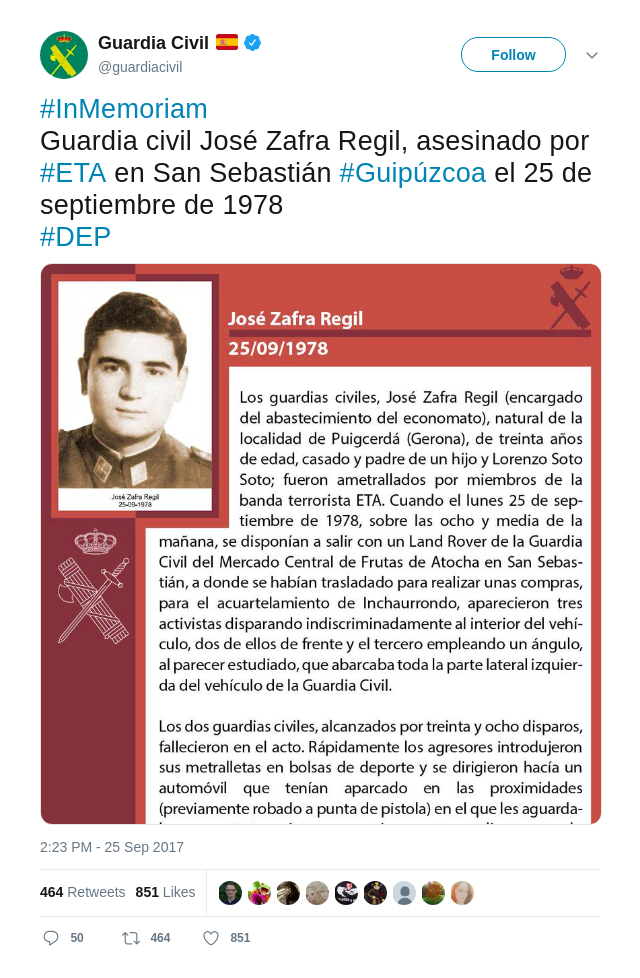 Guardia Civil
@guardiacivil
Follow
#InMemoriam
Guardia civil José Zafra Regil, asesinado por
#ETA en San Sebastián #Guipúzcoa el 25 de
septiembre de 1978
#DEP
José Zafra Regil
25/09/1978
José Zafra Regil
25-09-1978
Los guardias civiles, José Zafra Regil (encargado
del abastecimiento del economato), natural de la
localidad de Puigcerdá (Gerona), de treinta años
de edad, casado y padre de un hijo y Lorenzo Soto
Soto; fueron ametrallados por miembros de la
banda terrorista ETA. Cuando el lunes 25 de sep-
tiembre de 1978, sobre las ocho y media de la
mañana, se disponían a salir con un Land Rover de la Guardia
Civil del Mercado Central de Frutas de Atocha en San Sebas-
tián, a donde se habían trasladado para realizar unas compras,
para el acuartelamiento de Inchaurrondo, aparecieron tres
activistas disparando indiscriminadamente al interior del vehí-
culo, dos de ellos de frente y el tercero empleando un ángulo,
al parecer estudiado, que abarcaba toda la parte lateral izquier-
da del vehículo de la Guardia Civil.
Los dos guardias civiles, alcanzados por treinta y ocho disparos,
fallecieron en el acto. Rápidamente los agresores introdujeron
sus metralletas en bolsas de deporte y se dirigieron hacía un
automóvil que tenían aparcado en las proximidades
(previamente robado a punta de pistola) en el que les aguarda-
2:23 PM - 25 Sep 2017
464 Retweets 851 Likes
50 464 851